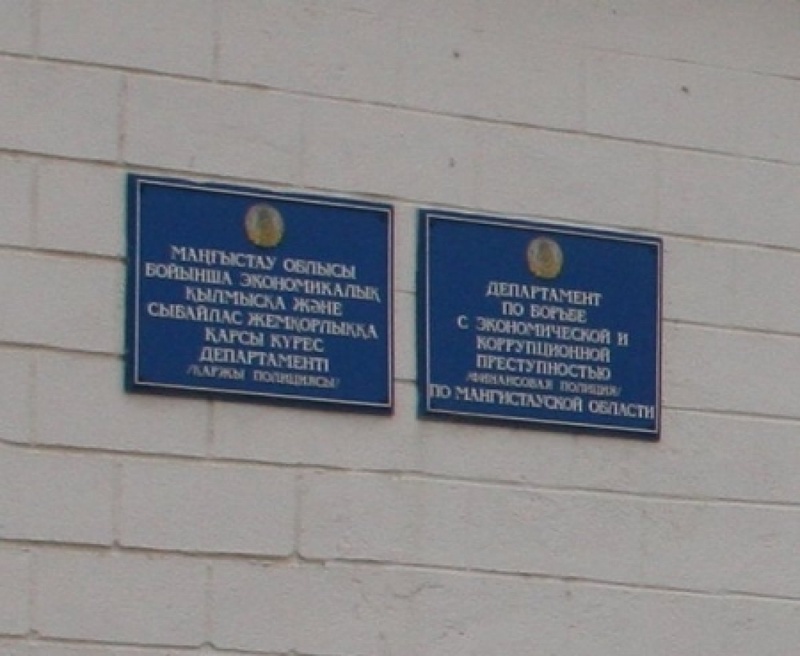 МАҢҒЫСТАУ ОБЛЫСЫ
БОЙЫНША ЭКОНОМИКАЛЫҚ
ҚЫЛМЫСҚА ЖӘНЕ
СЫБАЙЛАС ЖЕМҚОРЛЫҚҚА
ҚАРСЫ КҮРЕС
ДЕПАРТАМЕНТІ
/ҚАРЖЫ ПОЛИЦИЯСЫ/
ДЕПАРТАМЕНТ
ПО БОРЬБЕ
С ЭКОНОМИЧЕСКОЙ И
КОРРУПЦИОННОЙ
ПРЕСТУПНОСТЬЮ
/ФИНАНСОВАЯ ПОЛИЦИЯ/
ПО МАНГИСТАУСКОЙ ОБЛАСТИ